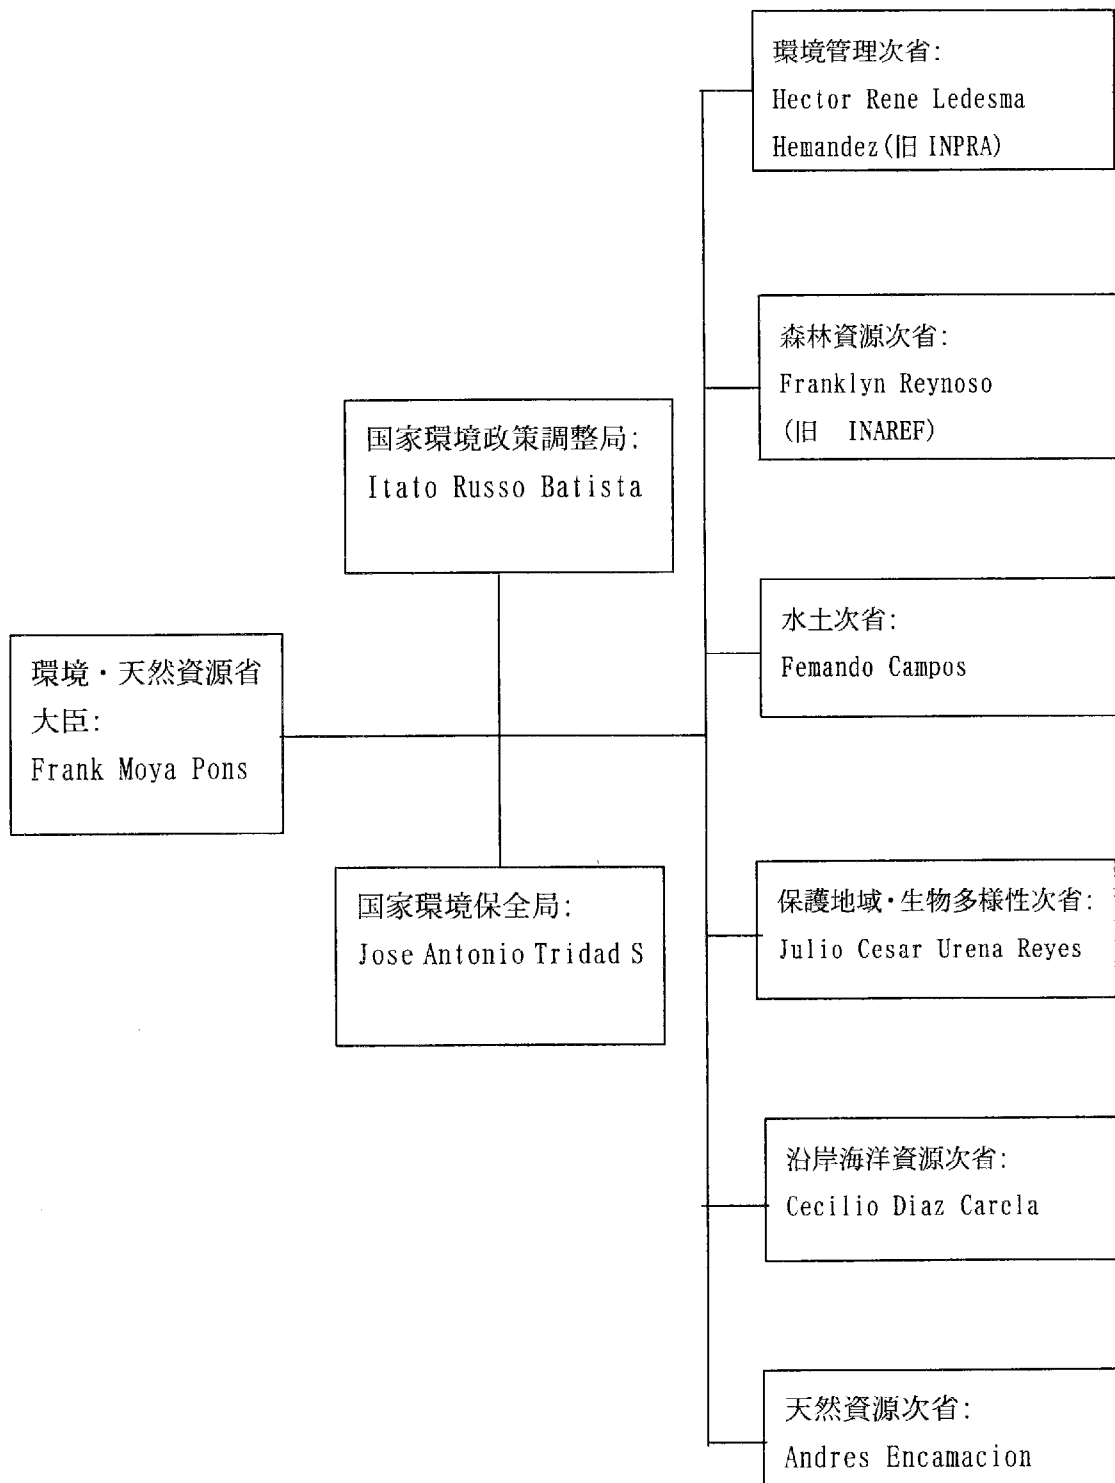 環境・天然資源省
大臣:
Frank Moya Pons
国家環境政策調整局:
Itato Russo Batista
国家環境保全局:
Jose Antonio Tridad S
環境管理次省:
Hector Rene Ledesma
Hemandez(旧 INPRA)
森林資源次省:
Franklyn Reynoso
(旧 INAREF)
水土次省:
Femando Campos
保護地域・生物多様性次省:
Julio Cesar Urena Reyes
沿岸海洋資源次省:
Cecilio Diaz Carcla
天然資源次省:
Andres Encamacion